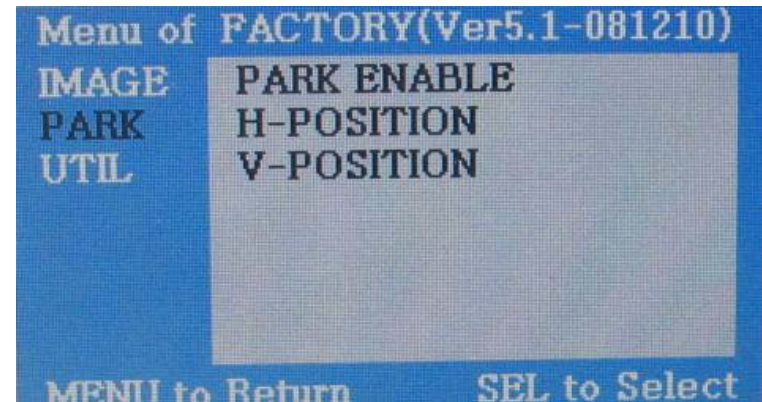 Menu of FACTORY(Ver5.1-081210)
IMAGE PARK ENABLE
PARK H-POSITION
UTIL V-POSITION
MENU to Return SEL to Select